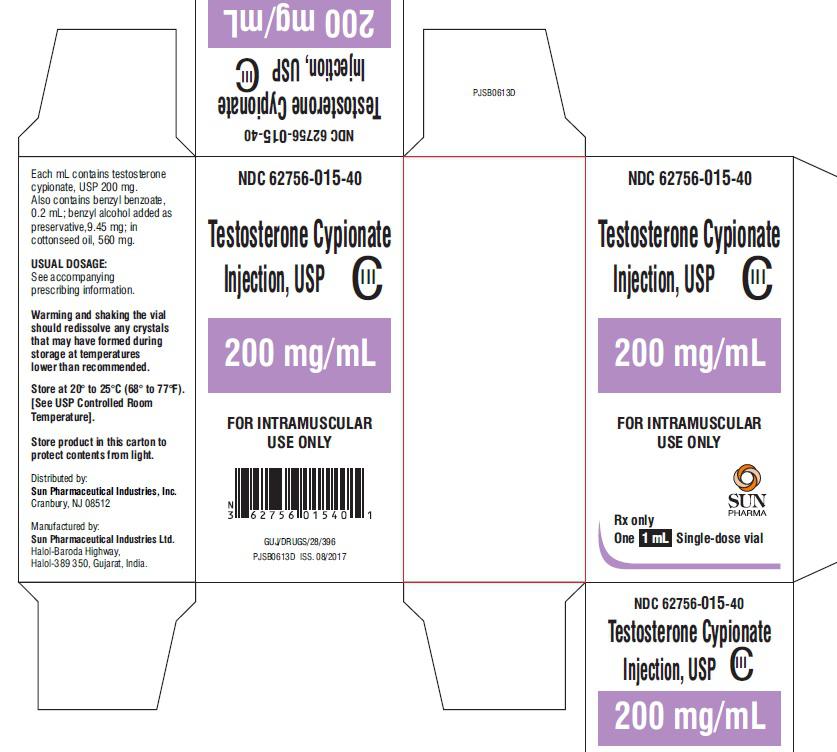 200 mg/mL
Injection, USP CIII
Testosterone Cypionate
NDC 62756-015-40
PJSB0613D
Each mL contains testosterone
cypionate, USP 200 mg.
Also contains benzyl benzoate,
0.2 mL; benzyl alcohol added as
preservative,9.45 mg; in
cottonseed oil, 560 mg.
USUAL DOSAGE:
See accompanying
prescribing information.
Warming and shaking the vial
should redissolve any crystals
that may have formed during
storage at temperatures
lower than recommended.
Store at 20° to 25°C (68° to 77°F).
[See USP Controlled Room
Temperature].
Store product in this carton to
protect contents from light.
Distributed by:
Sun Pharmaceutical Industries, Inc.
Cranbury, NJ 08512
Manufactured by:
Sun Pharmaceutical Industries Ltd.
Halol-Baroda Highway,
Halol-389 350, Gujarat, India.
NDC 62756-015-40
Testosterone Cypionate
Injection, USP CIII
200 mg/mL
FOR INTRAMUSCULAR
USE ONLY
N
3 62756 01540 1
GUJ/DRUGS/28/396
PJSB0613D ISS. 08/2017
NDC 62756-015-40
Testosterone Cypionate
Injection, USP CIII
200 mg/mL
FOR INTRAMUSCULAR
USE ONLY
SUN
PHARMA
Rx only
One 1 mL Single-dose vial
NDC 62756-015-40
Testosterone Cypionate
Injection, USP CIII
200 mg/mL